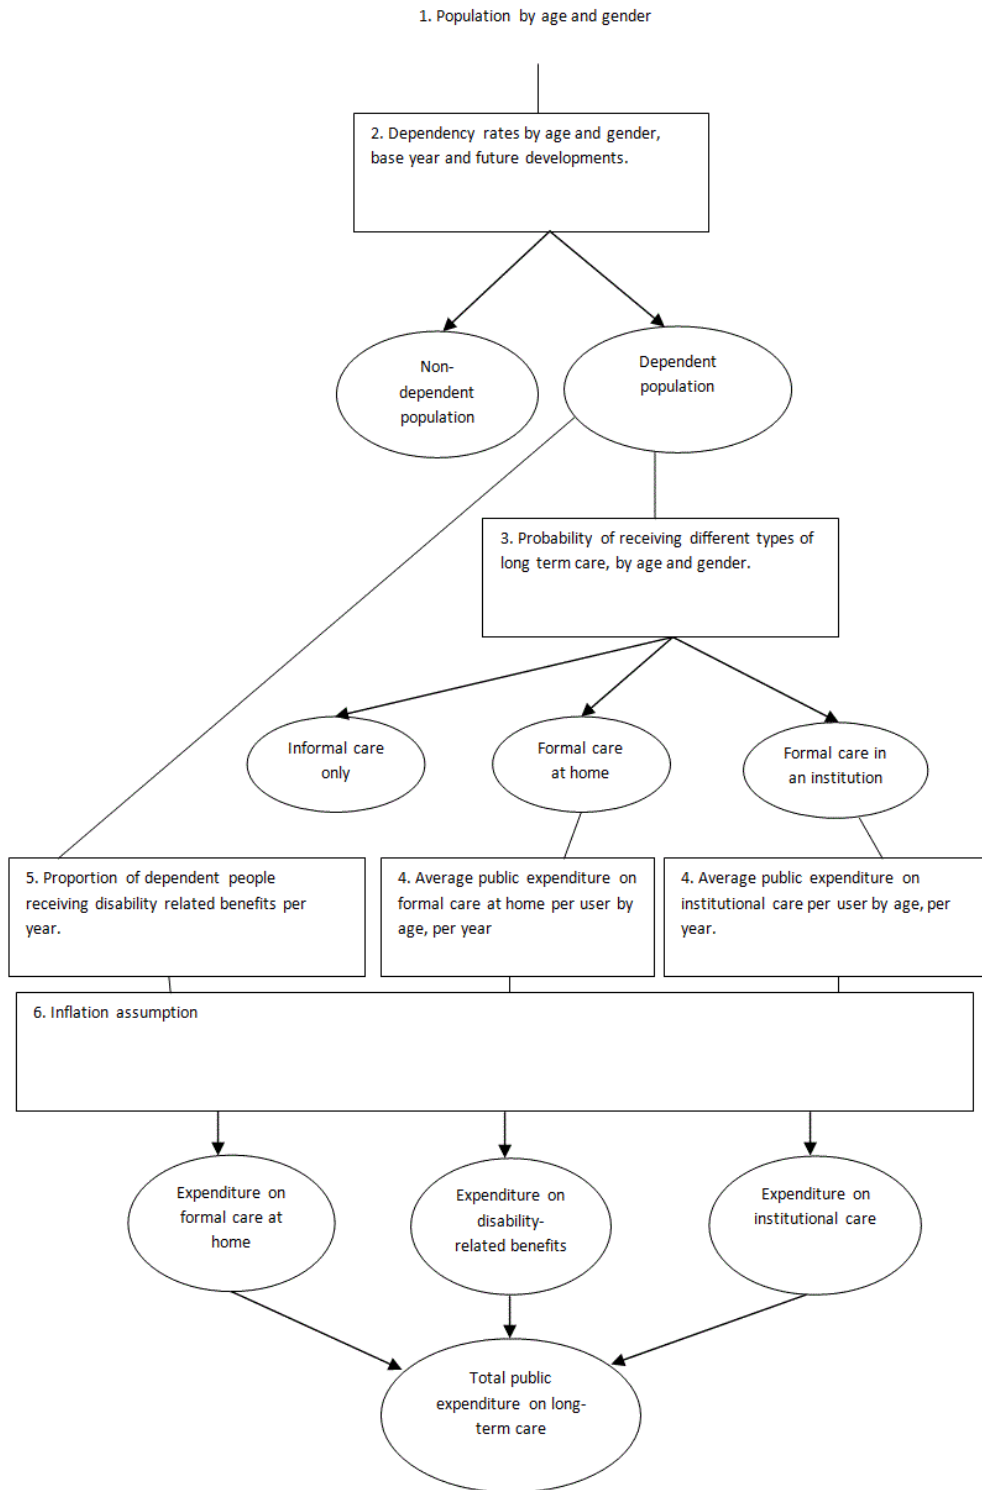 1. Population by age and gender
2. Dependency rates by age and gender,
base year and future developments.
Non-
dependent
population
Dependent
population
3. Probability of receiving different types of
long term care, by age and gender.
Informal care
only
Formal care
at home
Formal care in
an institution
5. Proportion of dependent people
receiving disability related benefits per
year.
4. Average public expenditure on
formal care at home per user by
age, per year
4. Average public expenditure on
institutional care per user by age, per
year.
6. Inflation assumption
Expenditure on
formal care at
home
Expenditure on
disability-
related benefits
Expenditure on
institutional care
Total public
expenditure on long-
term care